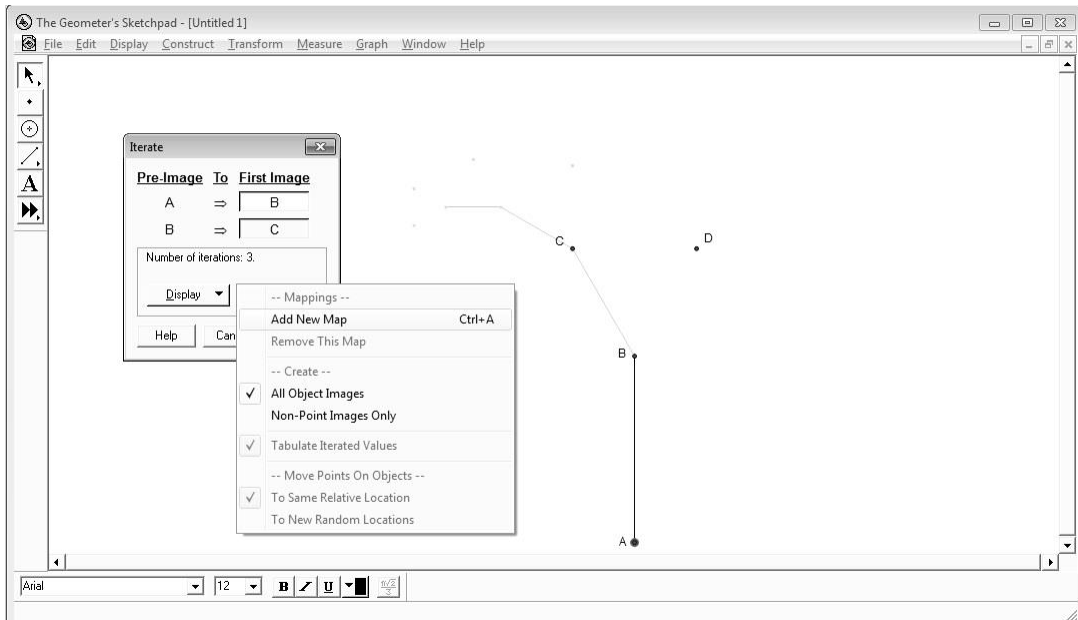 The Geometer's Sketchpad - [Untitled 1]
File Edit Display Construct Transform Measure Graph Window Help
A
Iterate
Pre-Image To First Image
A ⇒ B
B ⇒ C
Number of iterations: 3.
Display
Help Can
-- Mappings --
Add New Map Ctrl+A
Remove This Map
-- Create --
All Object Images
Non-Point Images Only
Tabulate Iterated Values
-- Move Points On Objects --
To Same Relative Location
To New Random Locations
C
D
B
A
Arial 12 B I U